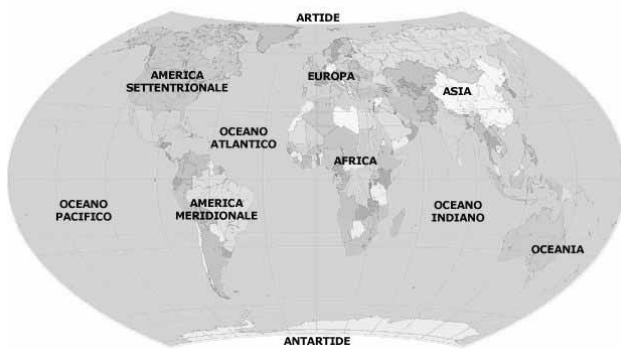 ARTIDE
AMERICA
SETTENTRIONALE
EUROPA
ASIA
OCEANO
ATLANTICO
AFRICA
OCEANO
PACIFICO
AMERICA
MERIDIONALE
OCEANO
INDIANO
OCEANIA
ANTARTIDE